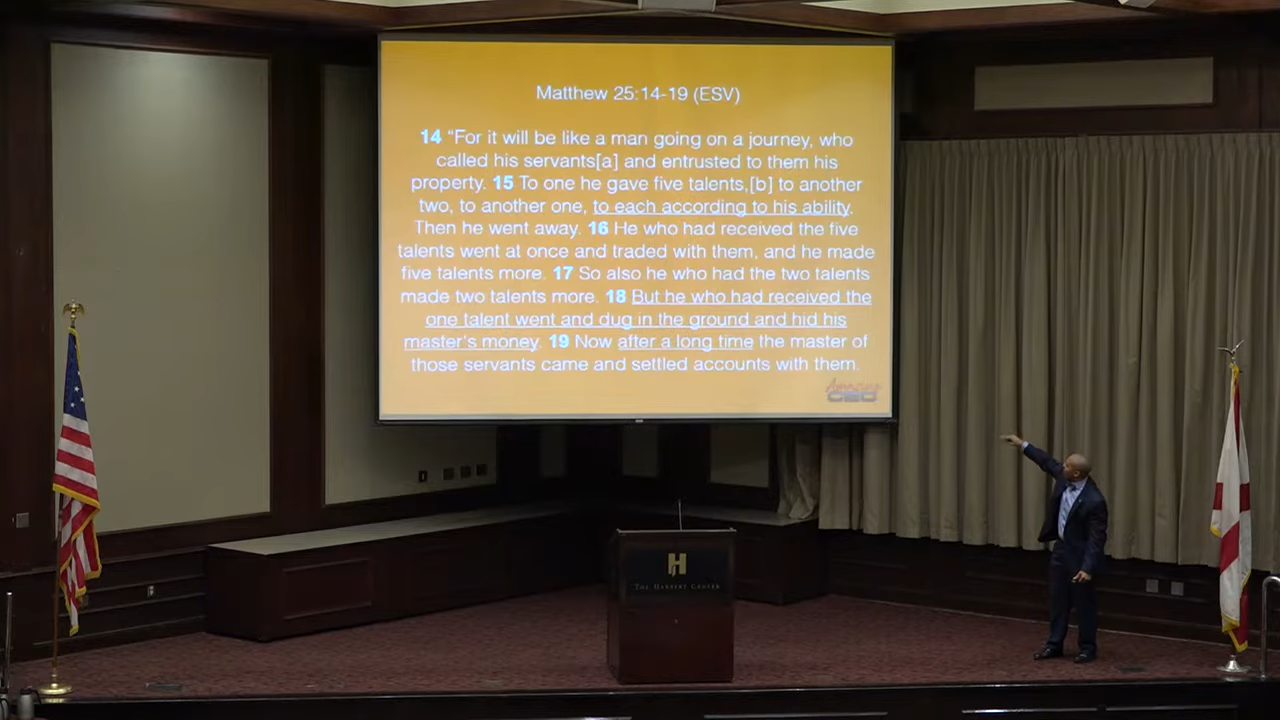 Matthew 25:14-19 (ESV)
14 “For it will be like a man going on a journey, who
called his servants[a] and entrusted to them his
property. 15 To one he gave five talents,[b] to another
two, to another one, to each according to his ability.
Then he went away. 16 He who had received the five
talents went at once and traded with them, and he made
five talents more. 17 So also he who had the two talents
made two talents more. 18 But he who had received the
one talent went and dug in the ground and hid his
master's money. 19 Now after a long time the master of
those servants came and settled accounts with them.
CEO
H
THE HARBERT CENTER